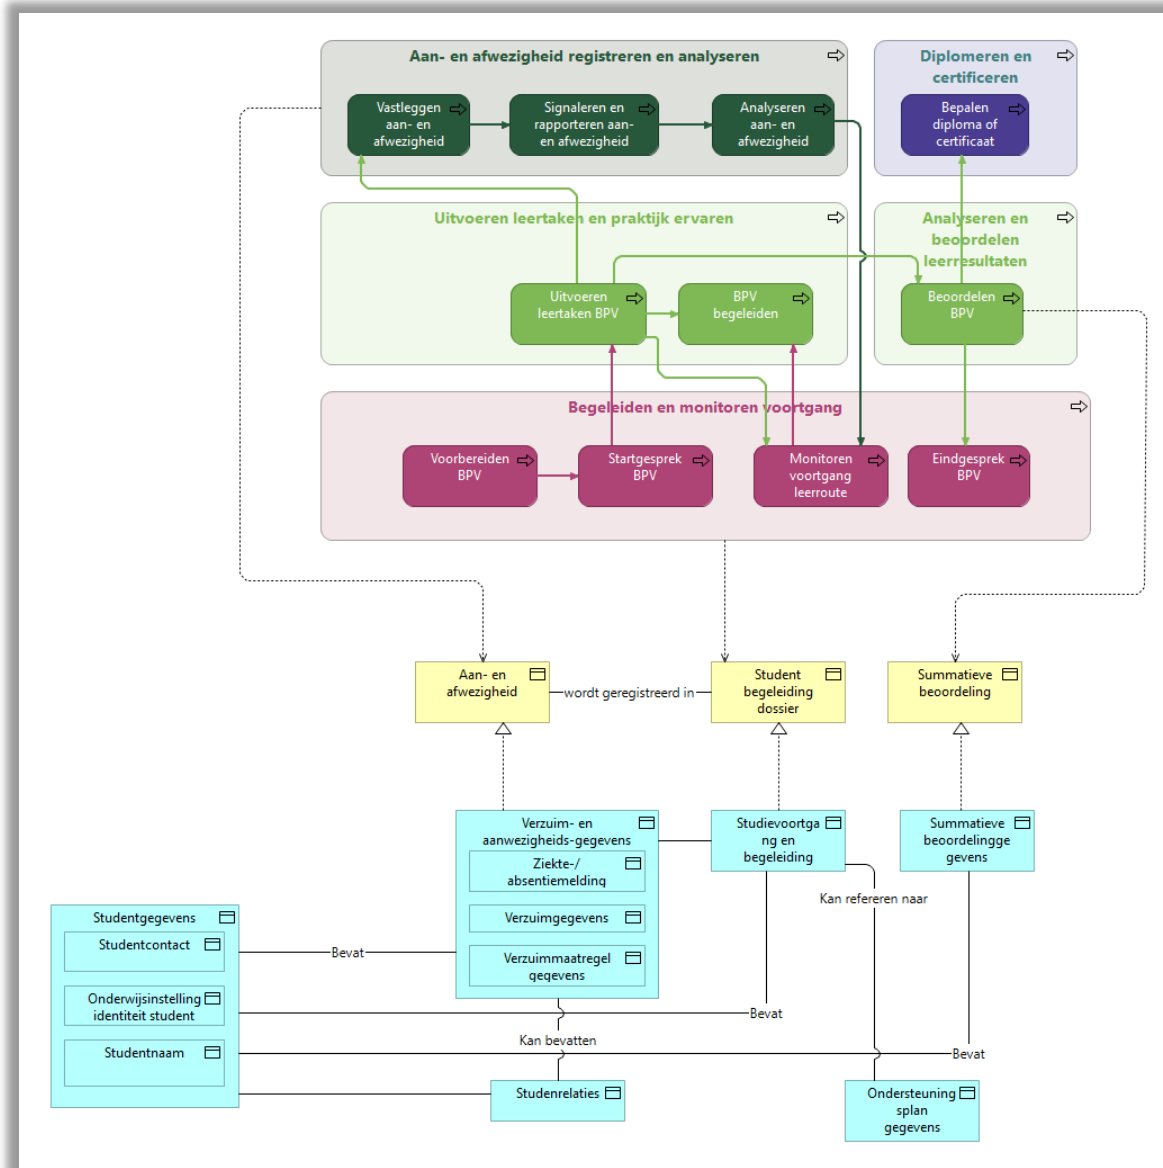 Aan- en afwezigheid registreren en analyseren
Vastleggen
aan- en
afwezigheid
Signaleren en
rapporteren aan-
en afwezigheid
Analyseren
aan- en
afwezigheid
Diplomeren en
certificeren
Bepalen
diploma of
certificaat
Uitvoeren leertaken en praktijk ervaren
Uitvoeren
leertaken BPV
BPV
begeleiden
Analyseren en
beoordelen
leerresultaten
Beoordelen
BPV
Begeleiden en monitoren voortgang
Voorbereiden
BPV
Startgesprek
BPV
Monitoren
voortgang
leerroute
Eindgesprek
BPV
Aan- en
afwezigheid
wordt geregistreerd in
Student
begeleiding
dossier
Summatieve
beoordeling
Verzuim- en
aanwezigheids-gegevens
Ziekte-/
absentiemelding
Verzuimgegevens
Verzuimmaatregel
gegevens
Studievoortga
ng en
begeleiding
Summatieve
beoordelingge
gevens
Kan refereren naar
Studentgegevens
Studentcontact
Onderwijsinstelling
identiteit student
Studentnaam
Bevat
Bevat
Kan bevatten
Bevat
Studenrelaties
Ondersteuning
splan
gegevens